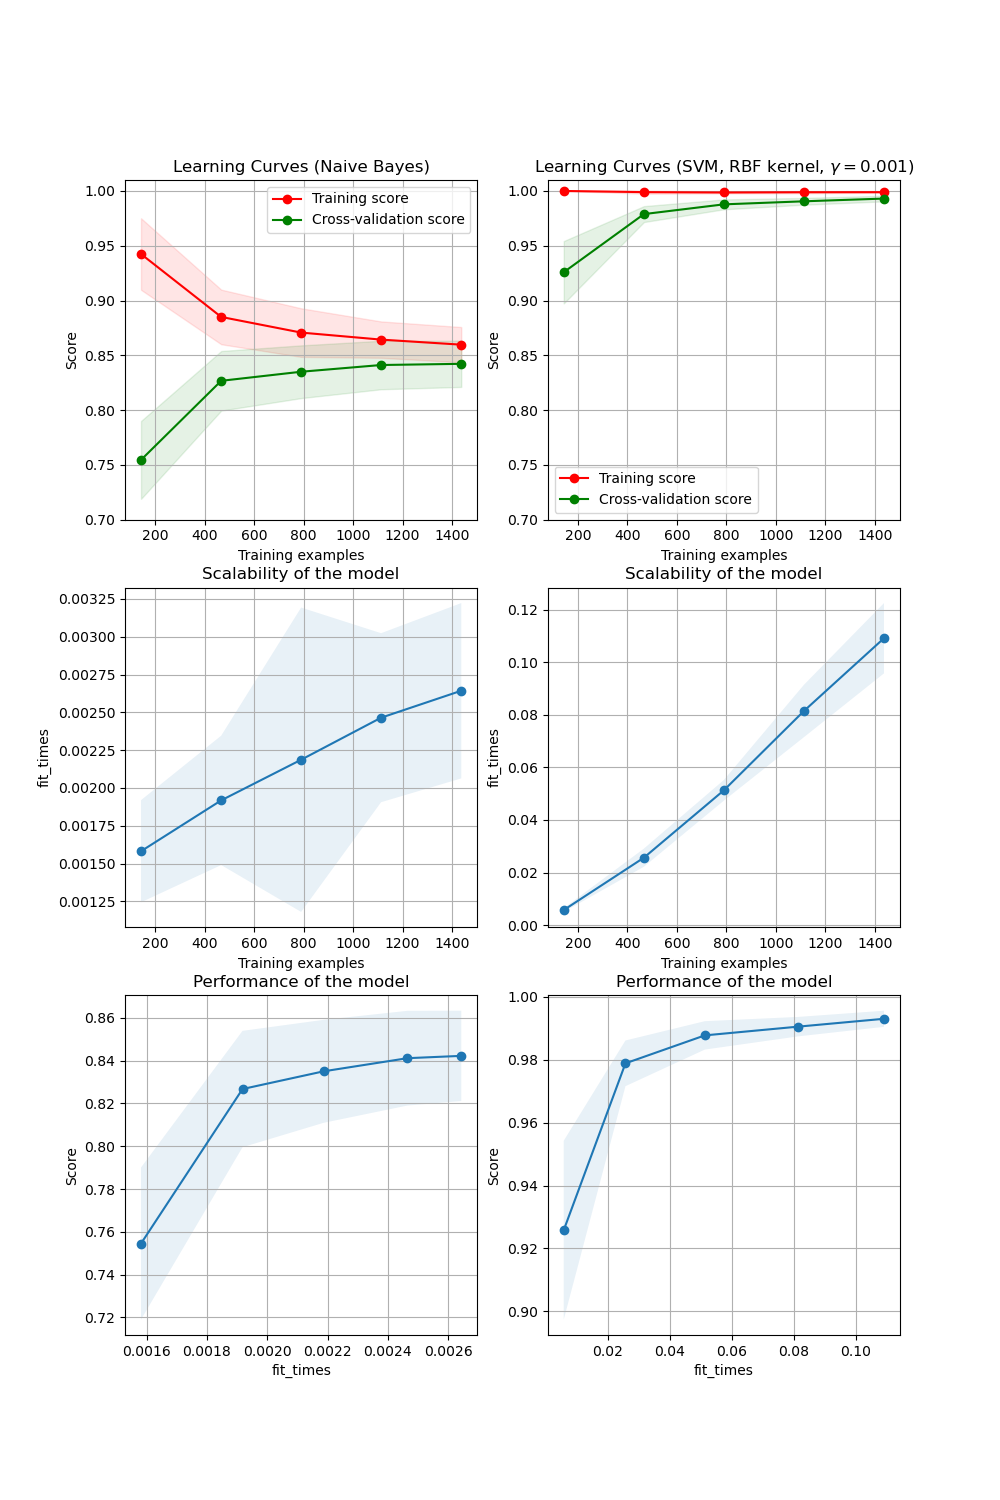 Learning Curves (Naive Bayes)
1.00
0.95
0.90
0.85
0.80
0.75
0.70
Score
Training score
Cross-validation score
200 400 600 800 1000 1200 1400
Training examples
Learning Curves (SVM, RBF kernel, γ = 0.001)
1.00
0.95
0.90
0.85
0.80
0.75
0.70
Score
Training score
Cross-validation score
200 400 600 800 1000 1200 1400
Training examples
Scalability of the model
0.00325
0.00300
0.00275
0.00250
0.00225
0.00200
0.00175
0.00150
0.00125
fit_times
200 400 600 800 1000 1200 1400
Training examples
Scalability of the model
0.12
0.10
0.08
0.06
0.04
0.02
0.00
fit_times
200 400 600 800 1000 1200 1400
Training examples
Performance of the model
0.86
0.84
0.82
0.80
0.78
0.76
0.74
0.72
Score
0.0016 0.0018 0.0020 0.0022 0.0024 0.0026
fit_times
Performance of the model
1.00
0.98
0.96
0.94
0.92
0.90
Score
0.02 0.04 0.06 0.08 0.10
fit_times